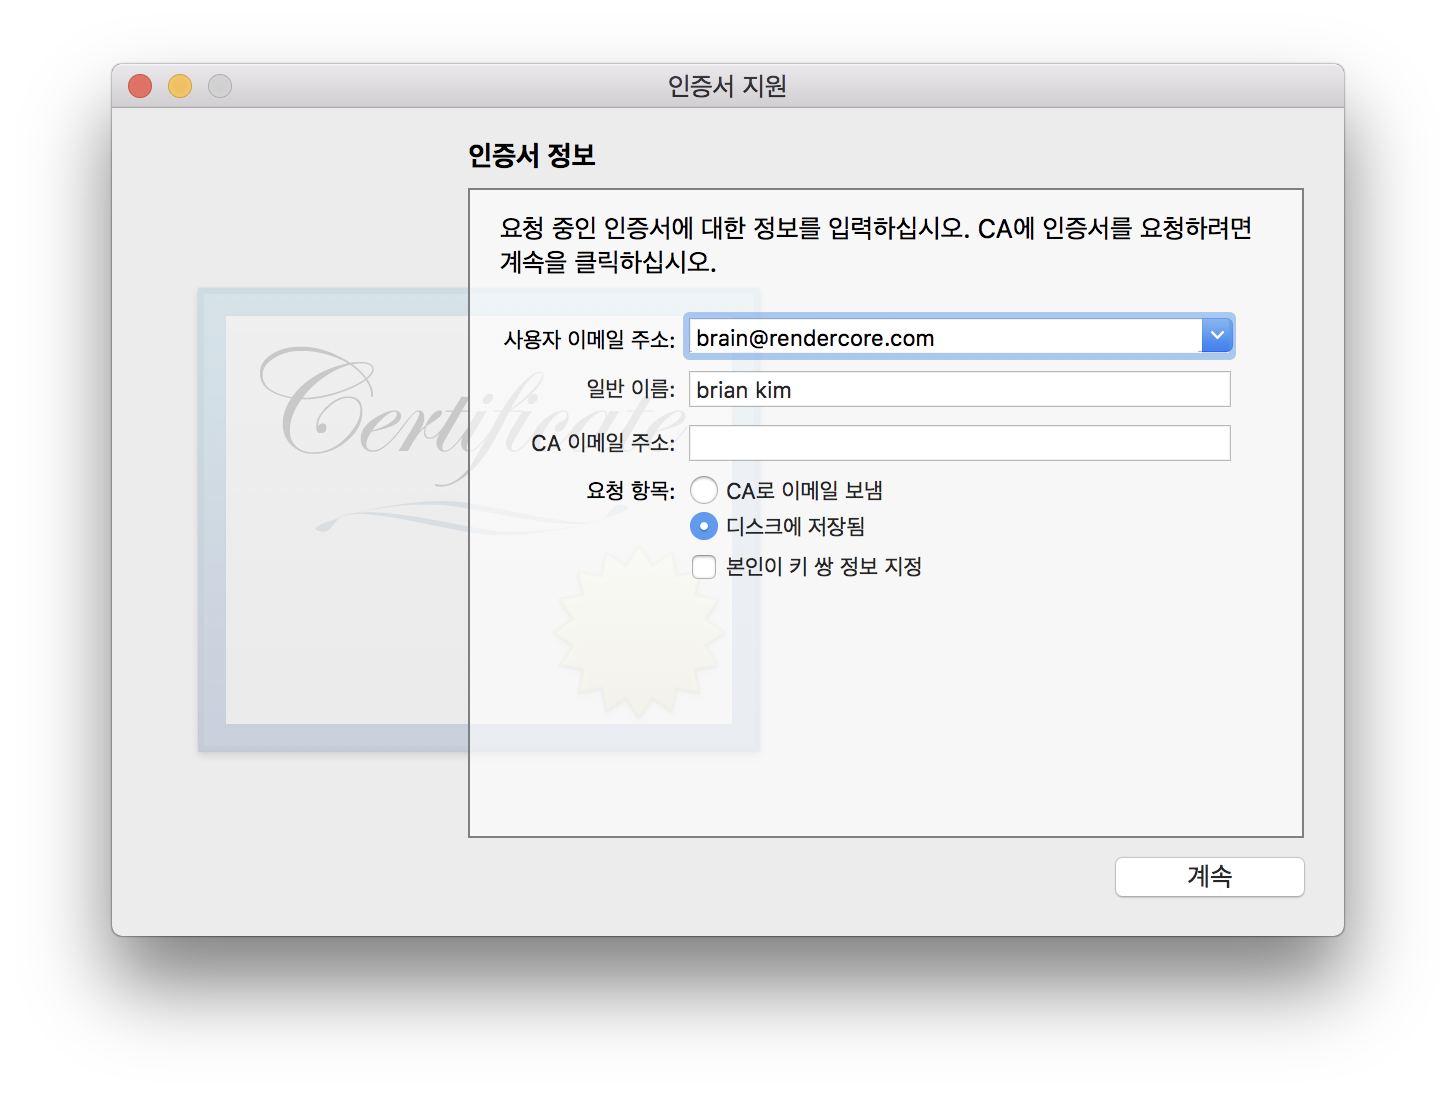 인증서 지원
인증서 정보
요청 중인 인증서에 대한 정보를 입력하십시오. CA에 인증서를 요청하려면
계속을 클릭하십시오.
사용자 이메일 주소: brain@rendercore.com
일반 이름: brian kim
CA 이메일 주소:
요청 항목: CA로 이메일 보냄
디스크에 저장됨
본인이 키 쌍 정보 지정
Certificate
계속